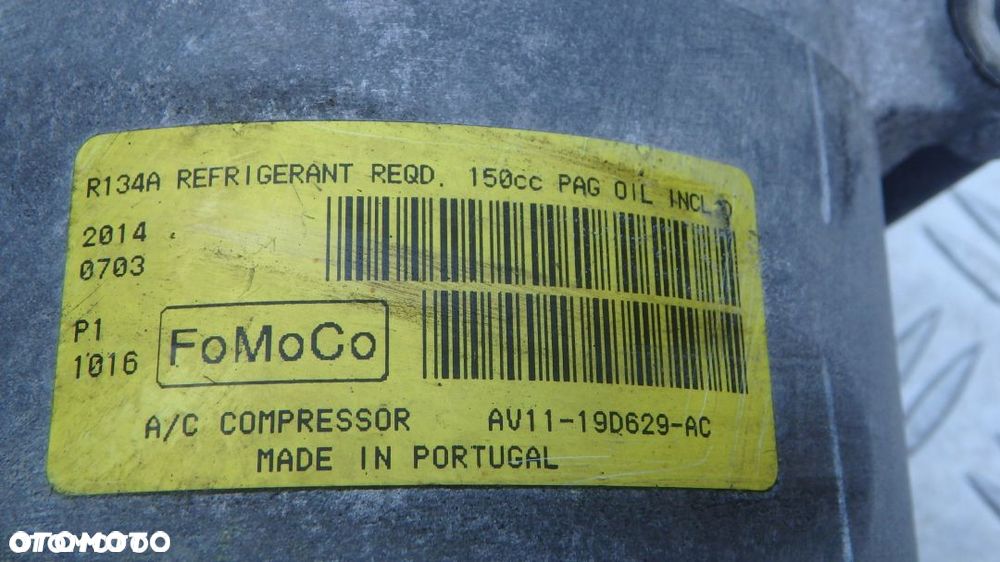 R134A REFRIGERANT REQD. 150cc PAG OIL INCL.
2014
0703
P1
1016
FoMoCo
A/C COMPRESSOR AV11-19D629-AC
MADE IN PORTUGAL
OTOMOTO